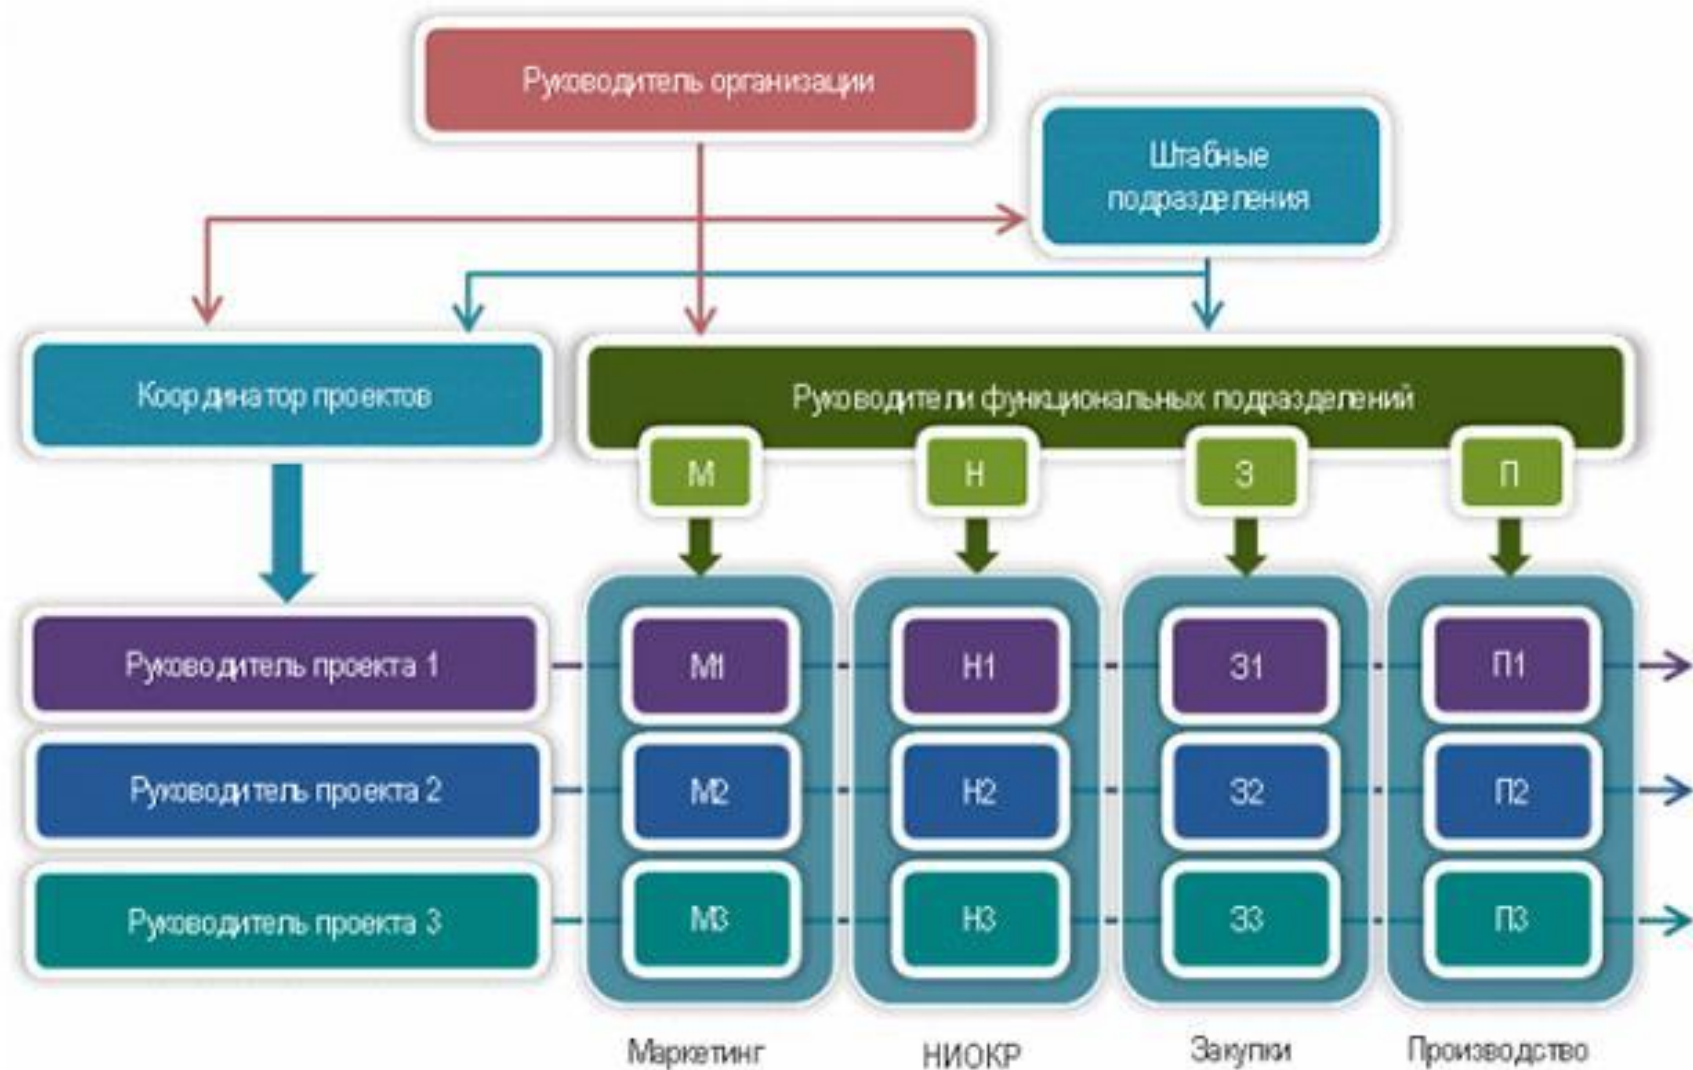 Руководитель организации
Штабные
подразделения
Координатор проектов
Руководители функциональных подразделений
М
Н
З
П
Руководитель проекта 1
М1
Н1
З1
П1
Руководитель проекта 2
М2
Н2
З2
П2
Руководитель проекта 3
М3
Н3
З3
П3
Маркетинг
НИОКР
Закупки
Производство